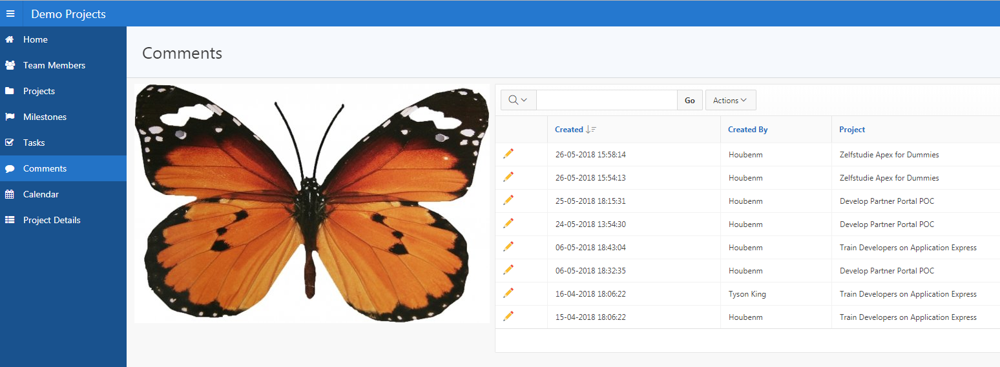 Demo Projects
Home
Team Members
Projects
Milestones
Tasks
Comments
Calendar
Project Details
Comments
Go Actions
Created Created By Project
26-05-2018 15:58:14 Houbenm Zelfstudie Apex for Dummies
26-05-2018 15:54:13 Houbenm Zelfstudie Apex for Dummies
25-05-2018 18:15:31 Houbenm Develop Partner Portal POC
24-05-2018 13:54:30 Houbenm Develop Partner Portal POC
06-05-2018 18:43:04 Houbenm Train Developers on Application Express
06-05-2018 18:32:35 Houbenm Develop Partner Portal POC
16-04-2018 18:06:22 Tyson King Train Developers on Application Express
15-04-2018 18:06:22 Houbenm Train Developers on Application Express